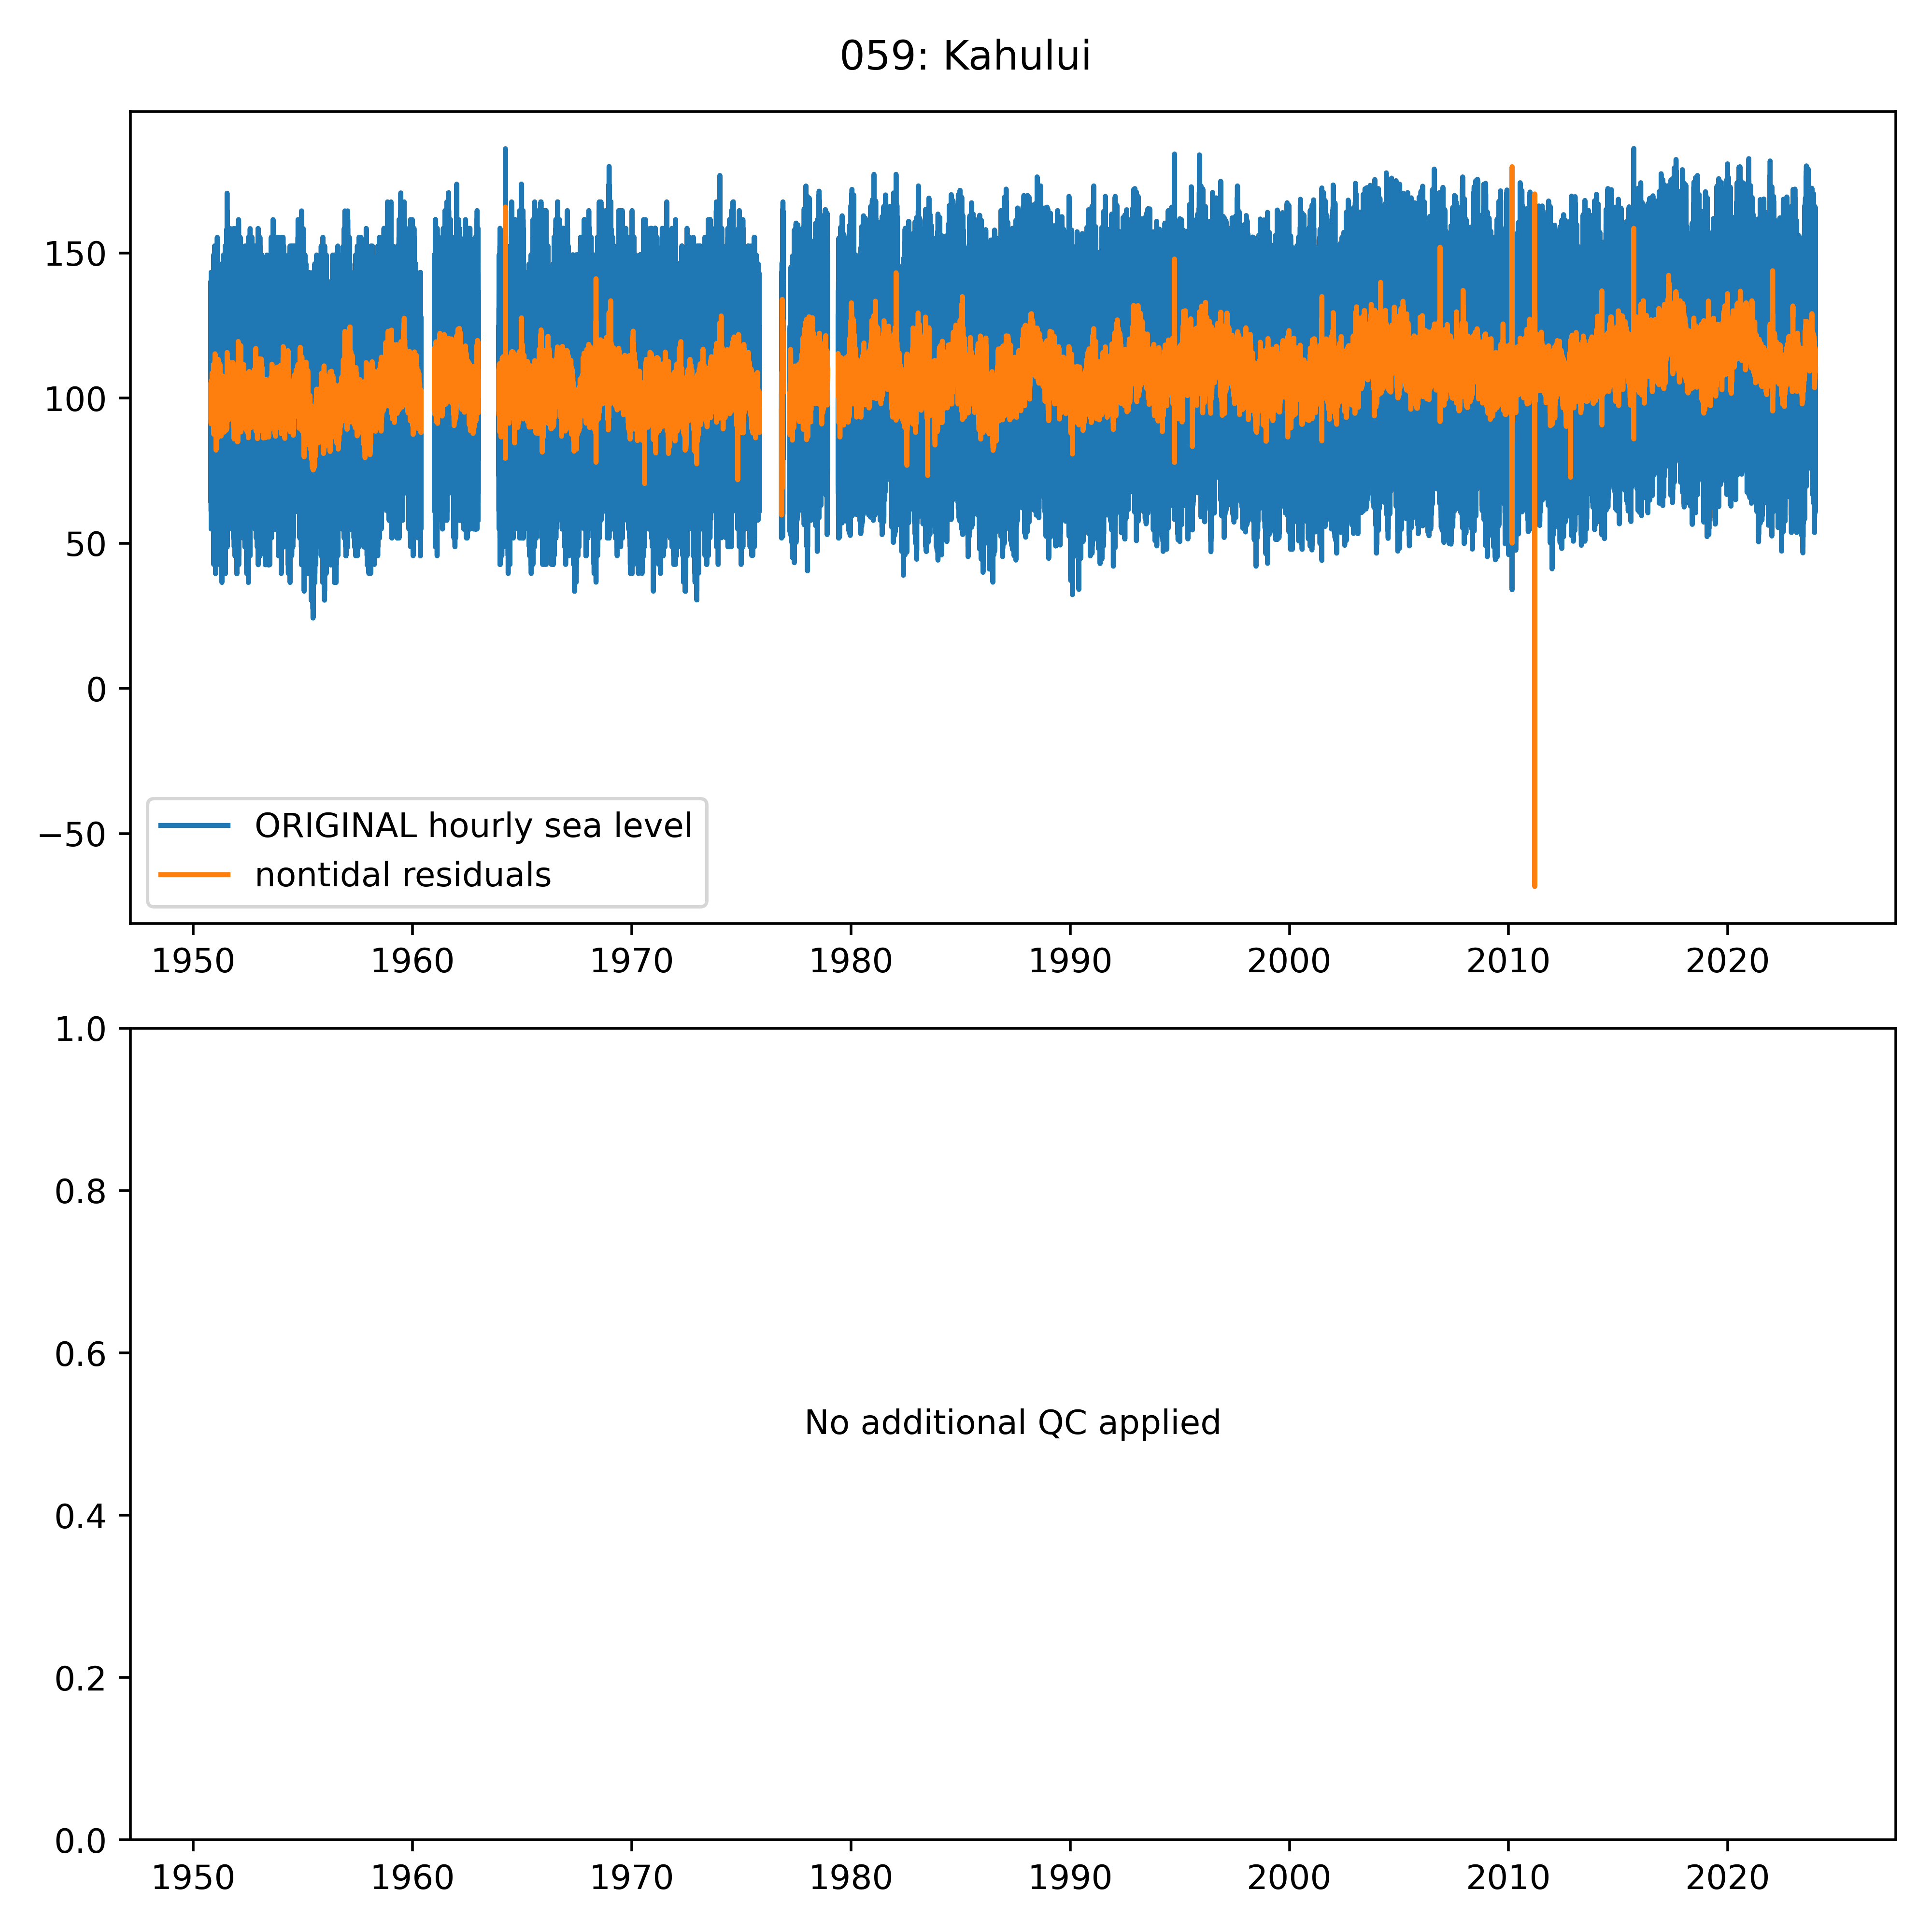 059: Kahului
150
100
50
0
−50
ORIGINAL hourly sea level
nontidal residuals
1950 1960 1970 1980 1990 2000 2010 2020
1.0
0.8
0.6
No additional QC applied
0.4
0.2
0.0
1950 1960 1970 1980 1990 2000 2010 2020